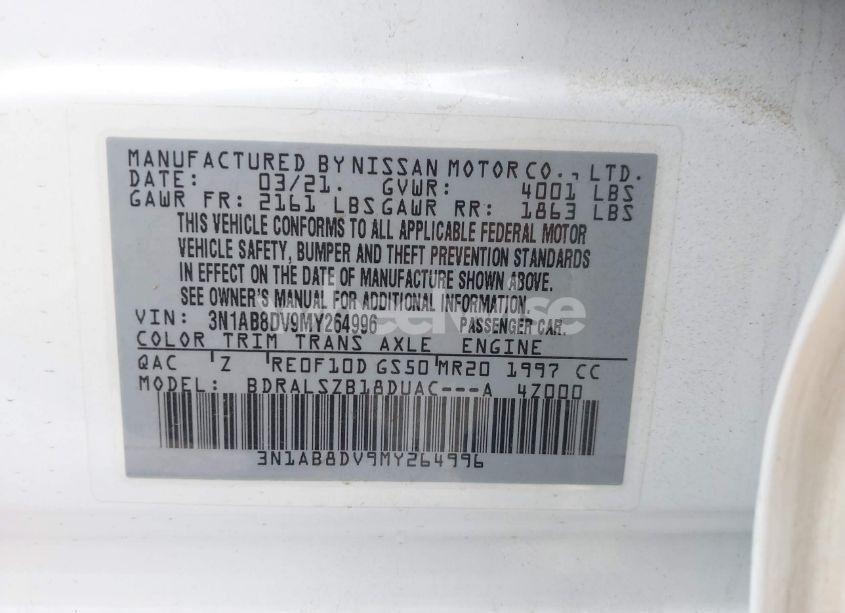 MANUFACTURED BY NISSAN MOTOR CO., LTD.
DATE: 03/21. GVWR: 4001 LBS
GAWR FR: 2161 LBS GAWR RR: 1863 LBS
THIS VEHICLE CONFORMS TO ALL APPLICABLE FEDERAL MOTOR
VEHICLE SAFETY, BUMPER AND THEFT PREVENTION STANDARDS
IN EFFECT ON THE DATE OF MANUFACTURE SHOWN ABOVE.
SEE OWNER'S MANUAL FOR ADDITIONAL INFORMATION.
VIN: 3N1AB8DV9MY264996 PASSENGER CAR.
COLOR TRIM TRANS AXLE ENGINE
QAC Z RE0F10D GS50 MR20 1997 CC
MODEL: BDRALSZB18DUAC---A 4Z000
3N1AB8DV9MY264996